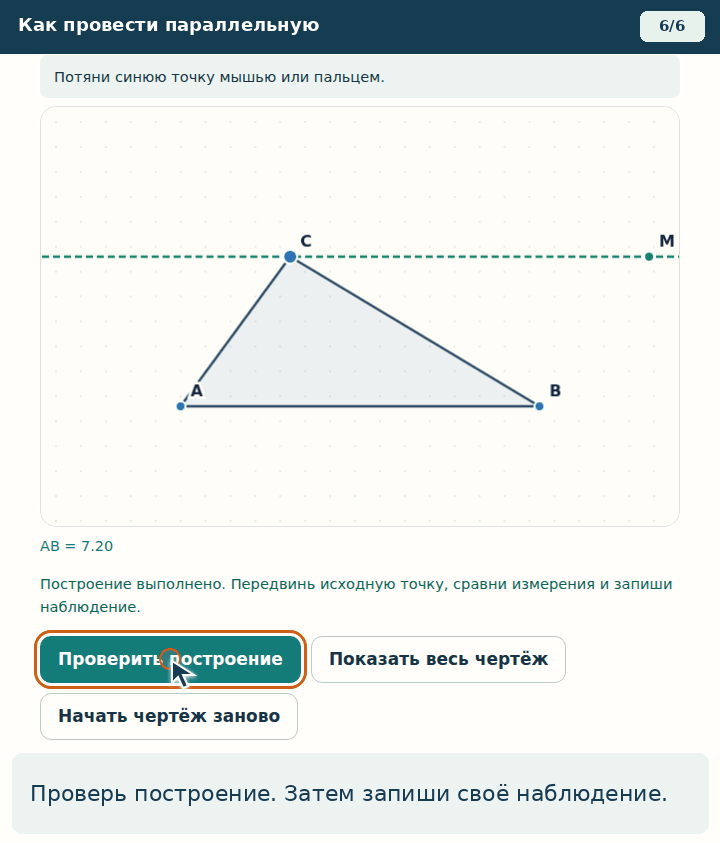 Как провести параллельную
6/6
Потяни синюю точку мышью или пальцем.
C
M
A
B
AB = 7.20
Построение выполнено. Передвинь исходную точку, сравни измерения и запиши
наблюдение.
Проверить построение
Показать весь чертёж
Начать чертёж заново
Проверь построение. Затем запиши своё наблюдение.